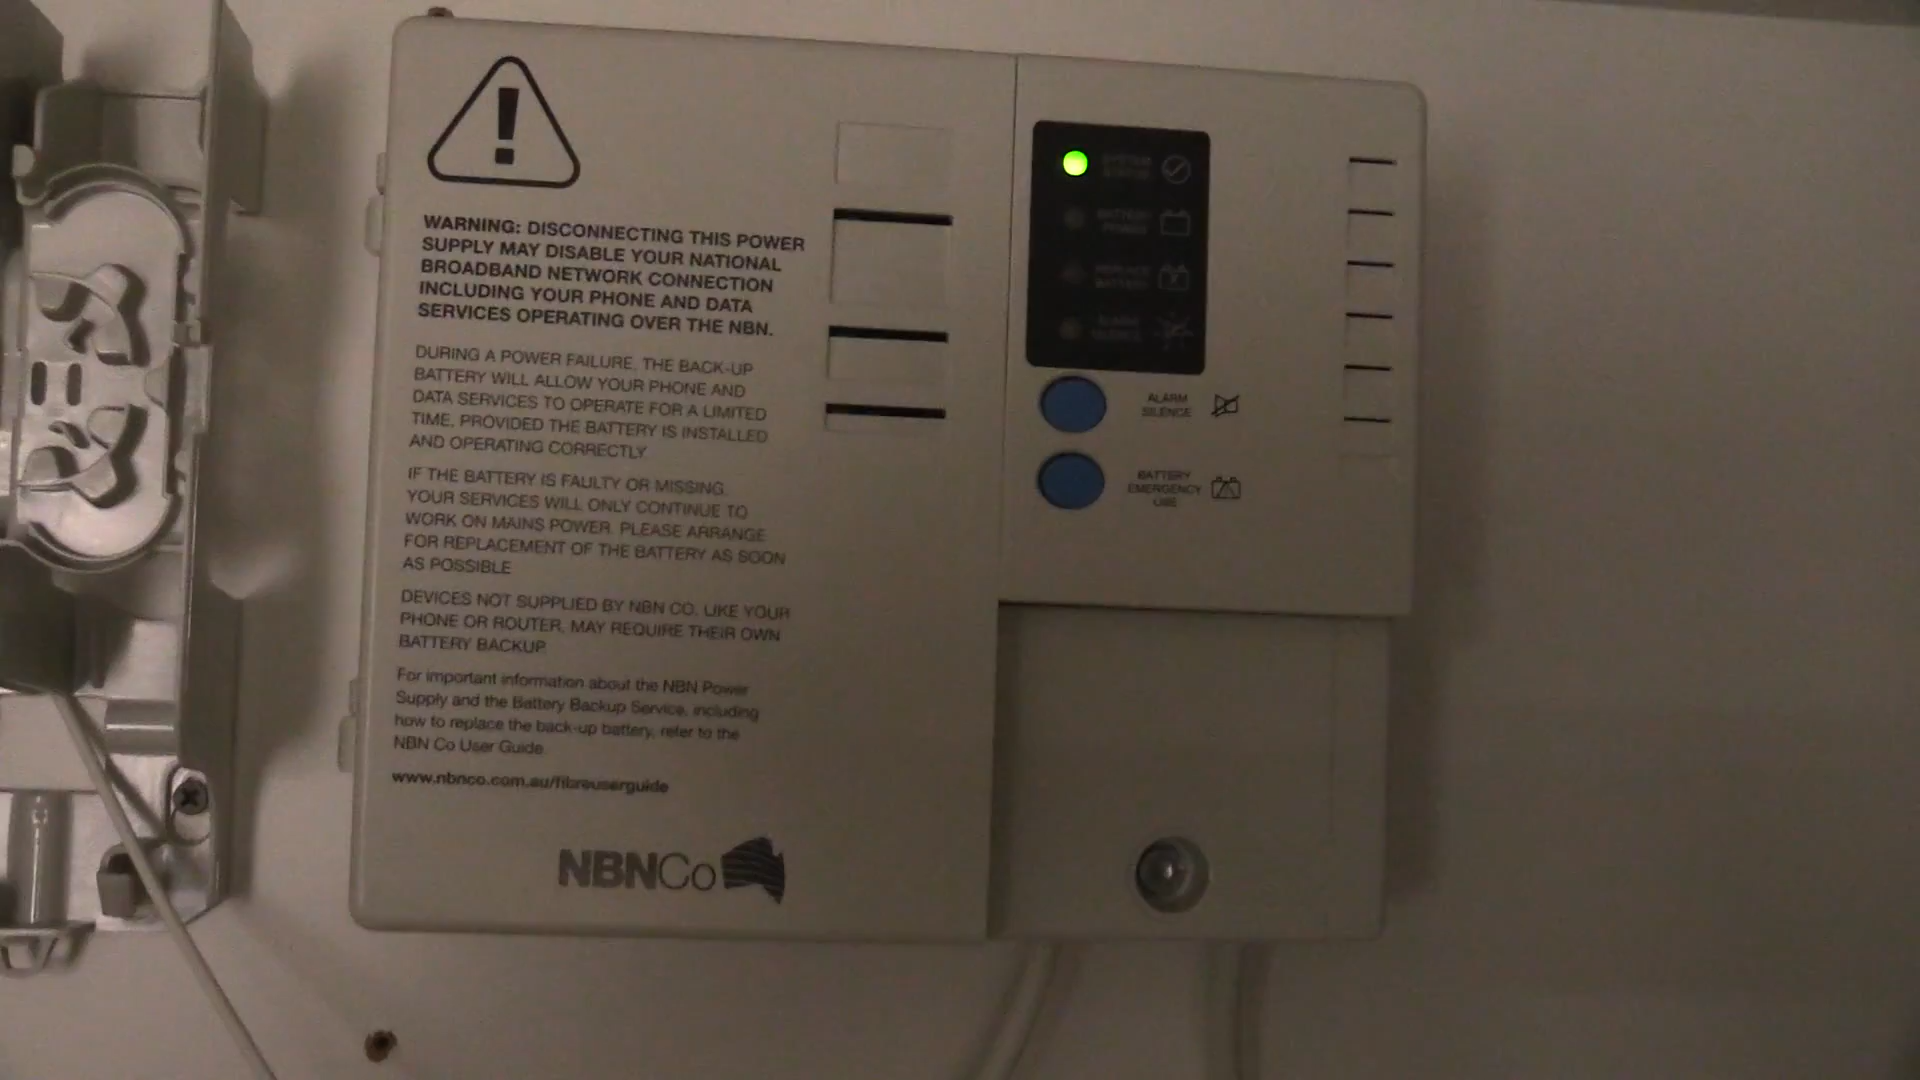 WARNING: DISCONNECTING THIS POWER
SUPPLY MAY DISABLE YOUR NATIONAL
BROADBAND NETWORK CONNECTION
INCLUDING YOUR PHONE AND DATA
SERVICES OPERATING OVER THE NBN.
DURING A POWER FAILURE, THE BACK-UP
BATTERY WILL ALLOW YOUR PHONE AND
DATA SERVICES TO OPERATE FOR A LIMITED
TIME, PROVIDED THE BATTERY IS INSTALLED
AND OPERATING CORRECTLY.
IF THE BATTERY IS FAULTY OR MISSING
YOUR SERVICES WILL ONLY CONTINUE TO
WORK ON MAINS POWER. PLEASE ARRANGE
FOR REPLACEMENT OF THE BATTERY AS SOON
AS POSSIBLE
DEVICES NOT SUPPLIED BY NBN CO, LIKE YOUR
PHONE OR ROUTER, MAY REQUIRE THEIR OWN
BATTERY BACKUP.
For important information about the NBN Power
Supply and the Battery Backup Service, including
how to replace the back-up battery, refer to the
NBN Co User Guide
www.nbnco.com.au/fibreuserguide
NBNCo
SYSTEM
STATUS
BATTERY
REPLACE
BATTERY
ALARM
SILENCE
ALARM
SILENCE
BATTERY
EMERGENCY
USE